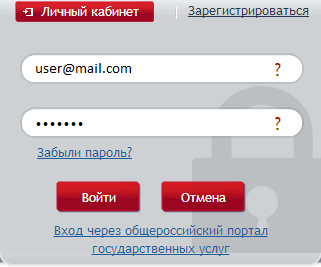 Личный кабинет
Зарегистрироваться
user@mail.com ?
••••••• ?
Забыли пароль?
Войти Отмена
Вход через общероссийский портал
государственных услуг